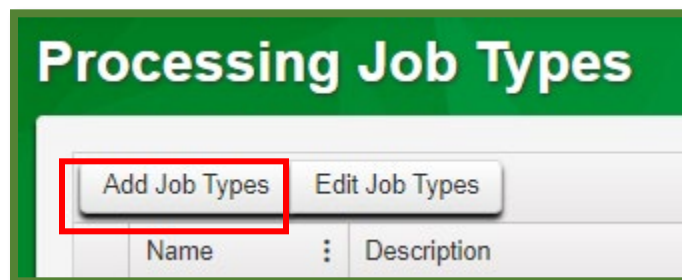 Processing Job Types
Add Job Types Edit Job Types
Name Description